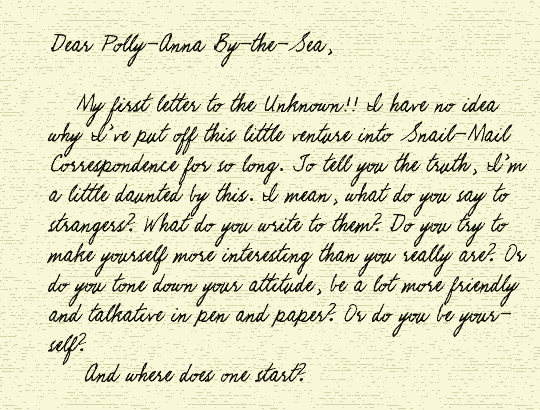 Dear Polly-Anna By-the-Sea,
My first letter to the Unknown!! I have no idea
why I've put off this little venture into Snail-Mail
Correspondence for so long. To tell you the truth, I'm
a little daunted by this. I mean, what do you say to
strangers? What do you write to them? Do you try to
make yourself more interesting than you really are? Or
do you tone down your attitude, be a lot more friendly
and talkative in pen and paper? Or do you be your-
self?
And where does one start?